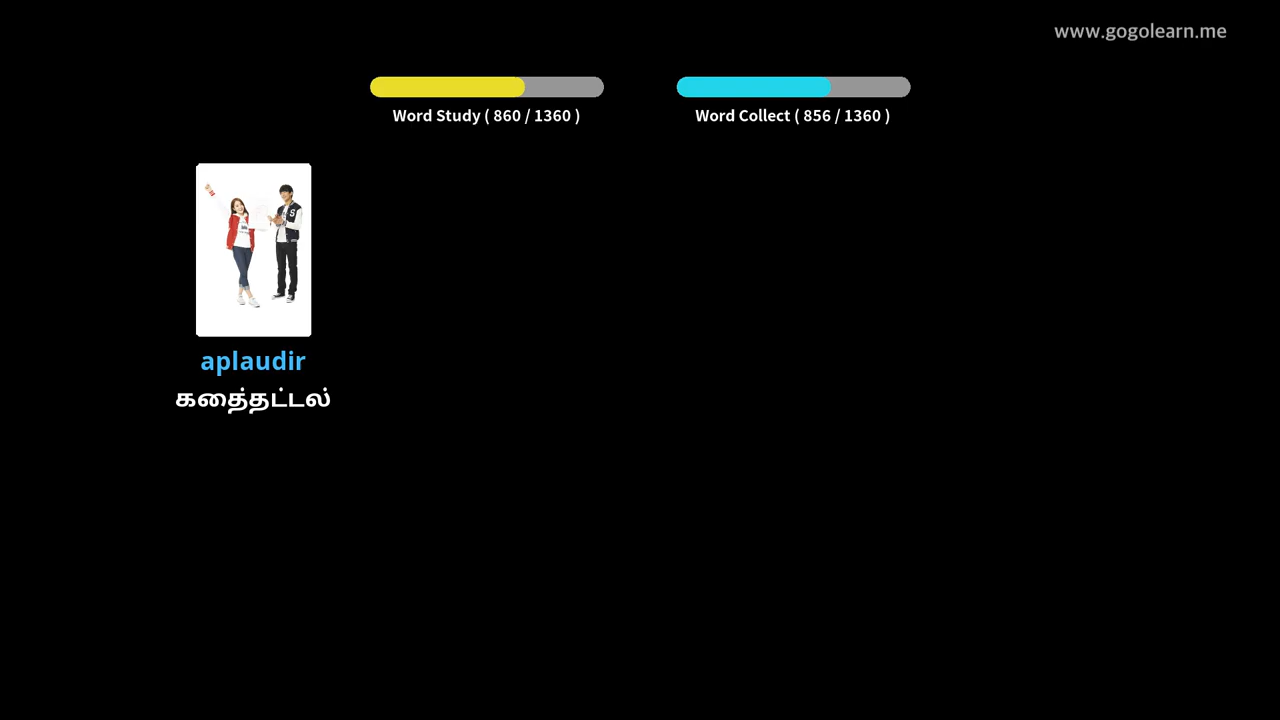 www.gogolearn.me
Word Study ( 860 / 1360 )
Word Collect ( 856 / 1360 )
aplaudir
கைத்தட்டல்